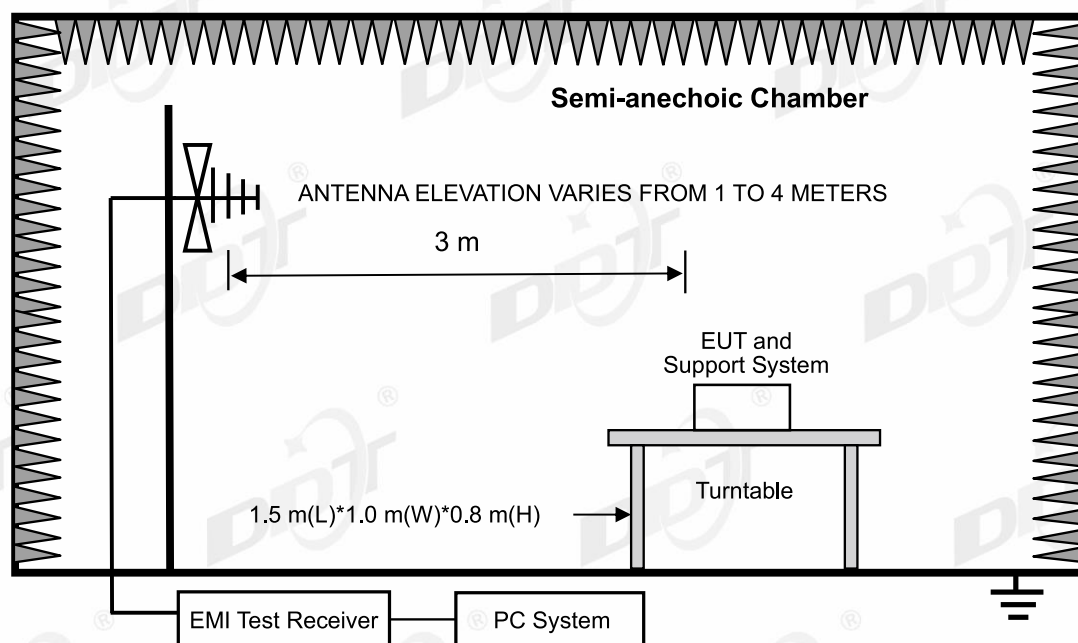 Semi-anechoic Chamber
ANTENNA ELEVATION VARIES FROM 1 TO 4 METERS
3 m
EUT and
Support System
Turntable
1.5 m(L)*1.0 m(W)*0.8 m(H)
EMI Test Receiver
PC System
DDT
®